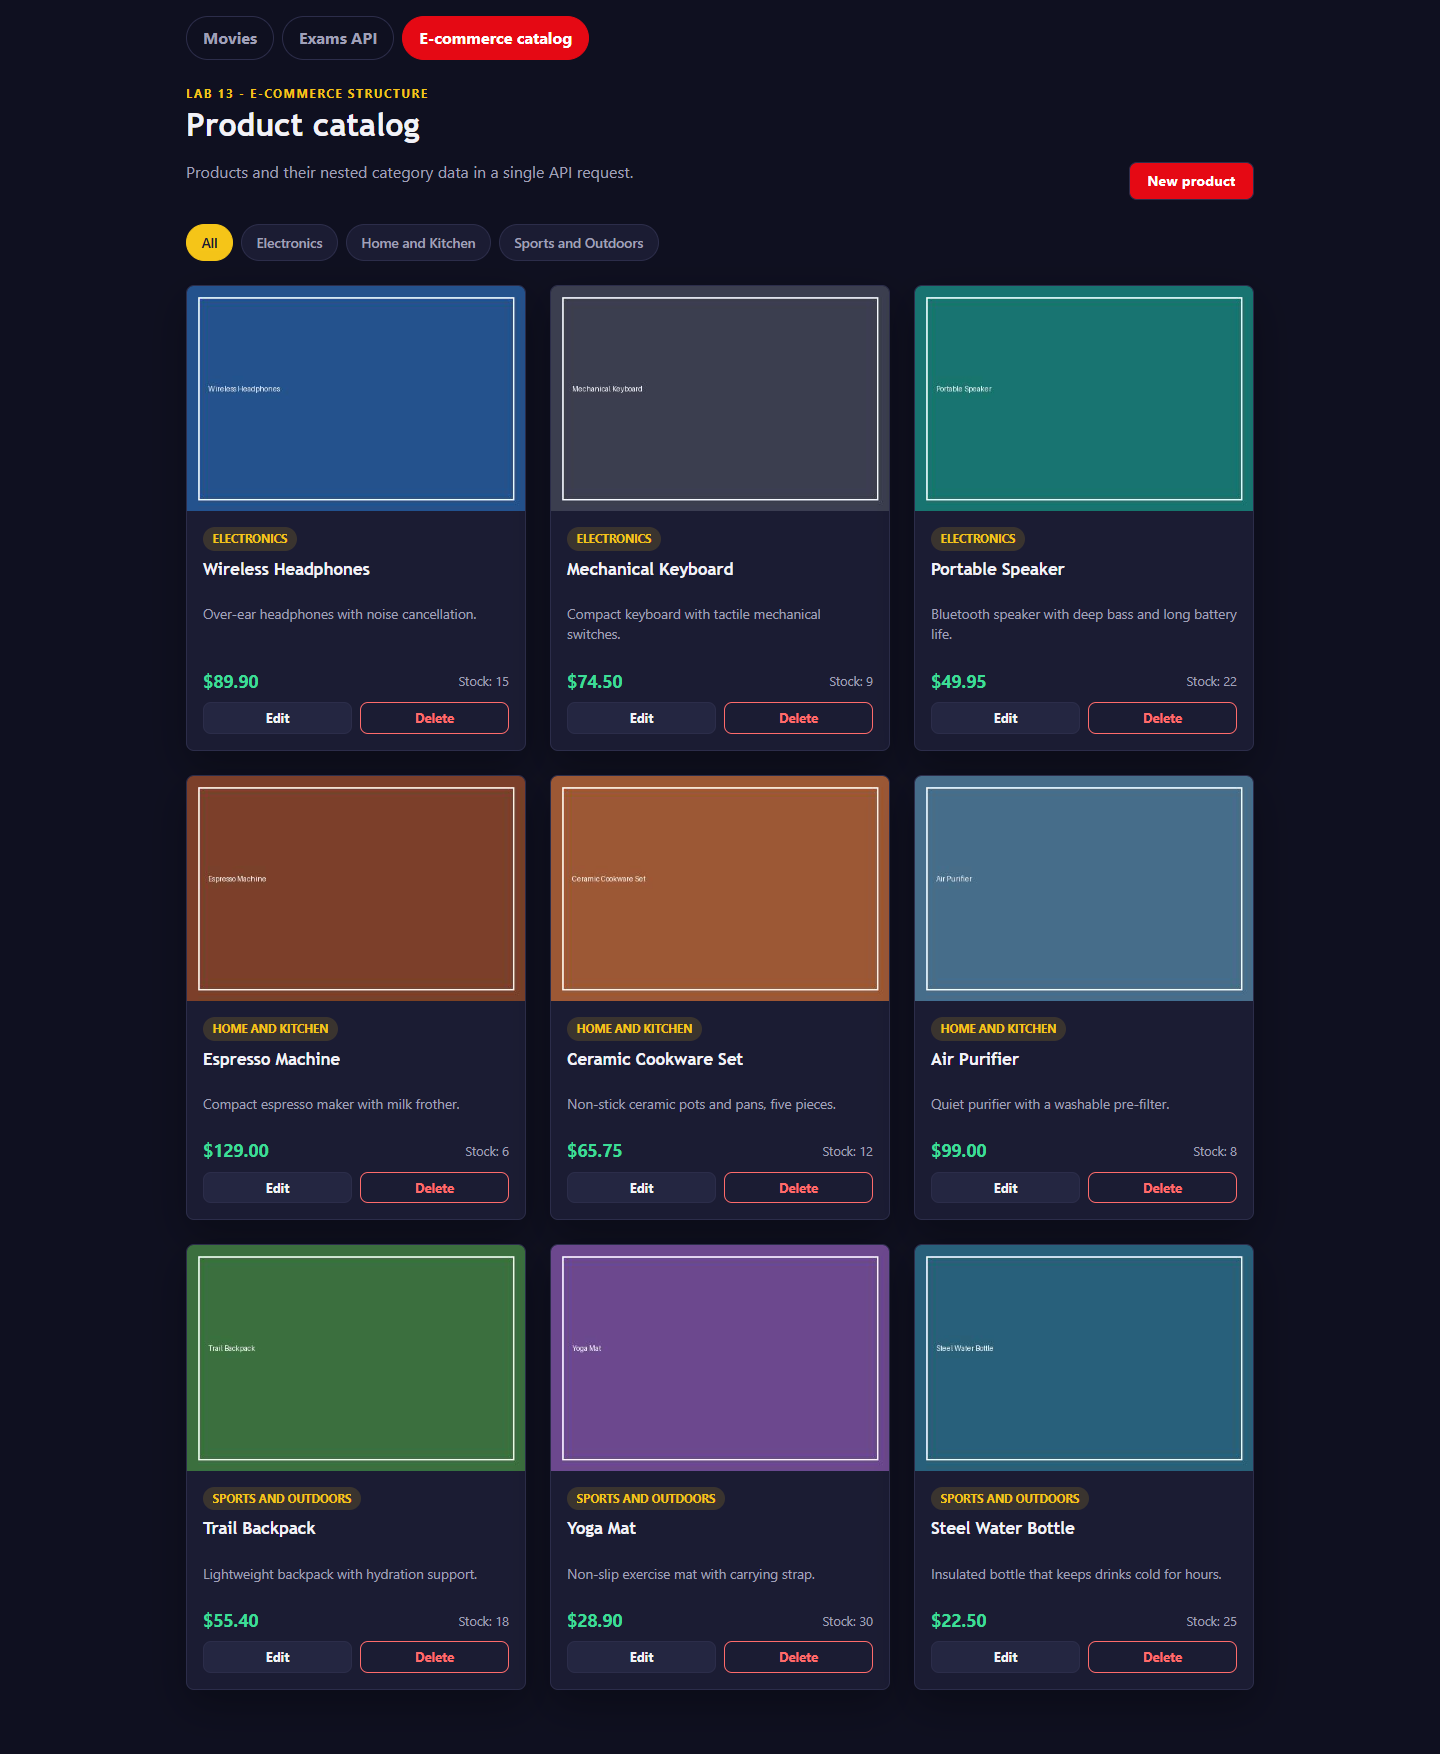 Movies
Exams API
E-commerce catalog
LAB 13 - E-COMMERCE STRUCTURE
Product catalog
Products and their nested category data in a single API request.
New product
All
Electronics
Home and Kitchen
Sports and Outdoors
Wireless Headphones
ELECTRONICS
Wireless Headphones
Over-ear headphones with noise cancellation.
$89.90
Stock: 15
Edit
Delete
Mechanical Keyboard
ELECTRONICS
Mechanical Keyboard
Compact keyboard with tactile mechanical
switches.
$74.50
Stock: 9
Edit
Delete
Portable Speaker
ELECTRONICS
Portable Speaker
Bluetooth speaker with deep bass and long battery
life.
$49.95
Stock: 22
Edit
Delete
Espresso Machine
HOME AND KITCHEN
Espresso Machine
Compact espresso maker with milk frother.
$129.00
Stock: 6
Edit
Delete
Ceramic Cookware Set
HOME AND KITCHEN
Ceramic Cookware Set
Non-stick ceramic pots and pans, five pieces.
$65.75
Stock: 12
Edit
Delete
Air Purifier
HOME AND KITCHEN
Air Purifier
Quiet purifier with a washable pre-filter.
$99.00
Stock: 8
Edit
Delete
Trail Backpack
SPORTS AND OUTDOORS
Trail Backpack
Lightweight backpack with hydration support.
$55.40
Stock: 18
Edit
Delete
Yoga Mat
SPORTS AND OUTDOORS
Yoga Mat
Non-slip exercise mat with carrying strap.
$28.90
Stock: 30
Edit
Delete
Steel Water Bottle
SPORTS AND OUTDOORS
Steel Water Bottle
Insulated bottle that keeps drinks cold for hours.
$22.50
Stock: 25
Edit
Delete